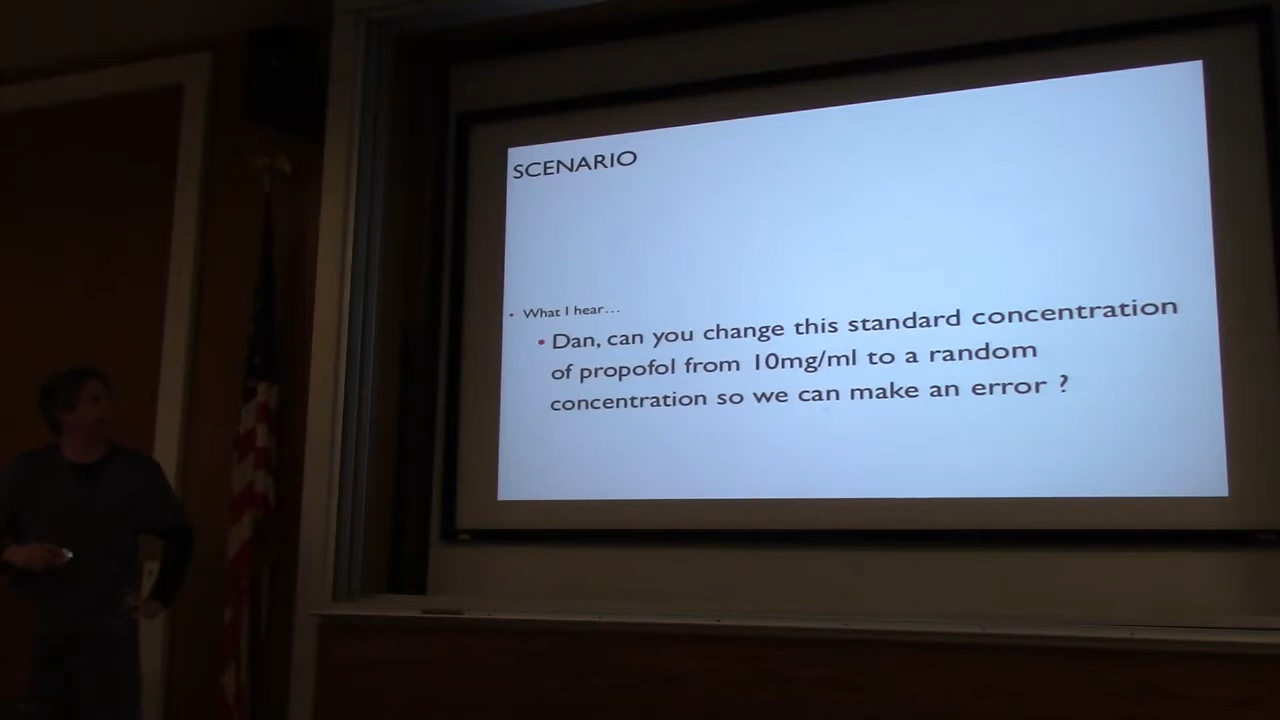 SCENARIO
• What I hear…
• Dan, can you change this standard concentration
of propofol from 10mg/ml to a random
concentration so we can make an error ?